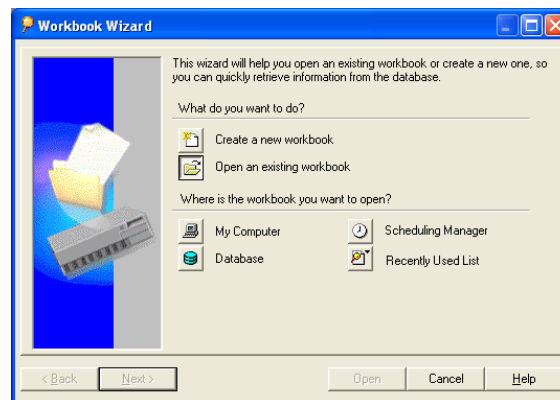 Workbook Wizard
This wizard will help you open an existing workbook or create a new one, so
you can quickly retrieve information from the database.
What do you want to do?
Create a new workbook
Open an existing workbook
Where is the workbook you want to open?
My Computer
Scheduling Manager
Database
Recently Used List
< Back
Next >
Open
Cancel
Help